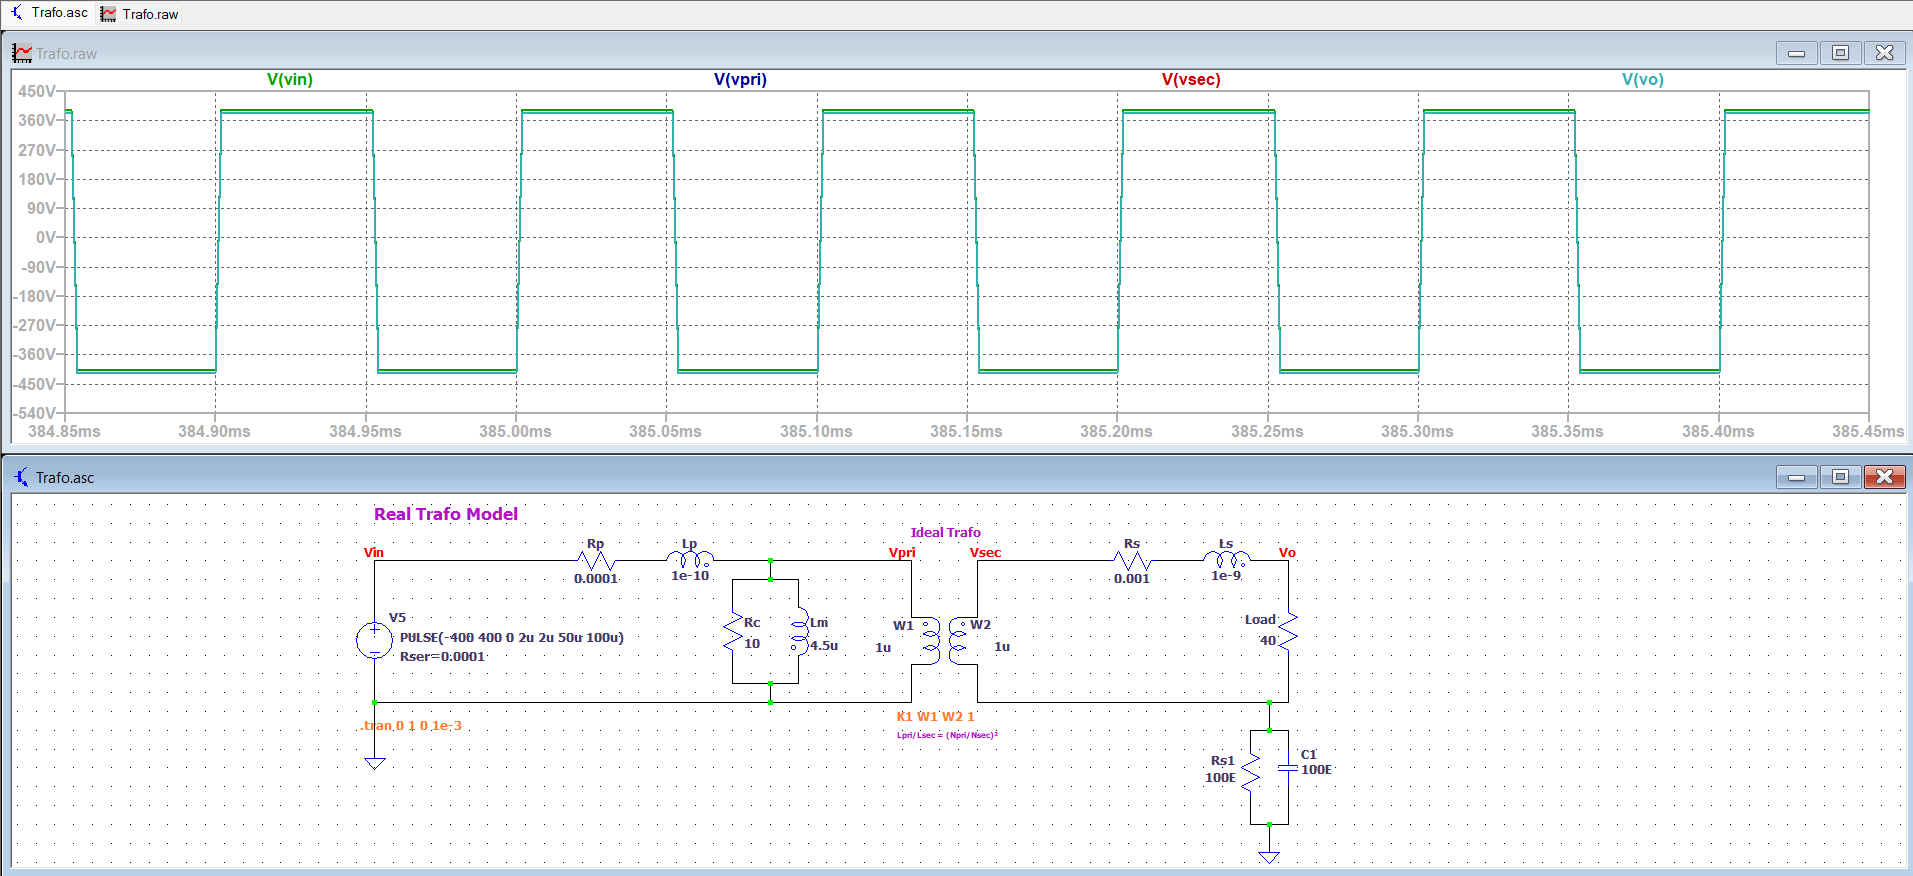 Trafo.asc Trafo.raw
Trafo.raw
V(vin) V(vpri) V(vsec) V(vo)
450V
360V
270V
180V
90V
0V
-90V
-180V
-270V
-360V
-450V
-540V
384.85ms 384.90ms 384.95ms 385.00ms 385.05ms 385.10ms 385.15ms 385.20ms 385.25ms 385.30ms 385.35ms 385.40ms 385.45ms
Trafo.asc
Real Trafo Model
Ideal Trafo
Rp Lp Rs Ls
Vin Vpri Vsec Vo
0.0001 1e-10 0.001 1e-9
V5
PULSE(-400 400 0 2u 2u 50u 100u)
Rser=0.0001
Rc
10
Lm
4.5u
W1
1u
W2
1u
Load
40
.tran 0 1 0 1e-3
K1 W1 W2 1
Lpri/Lsec = (Npri/Nsec)²
Rs1
100E
C1
100E